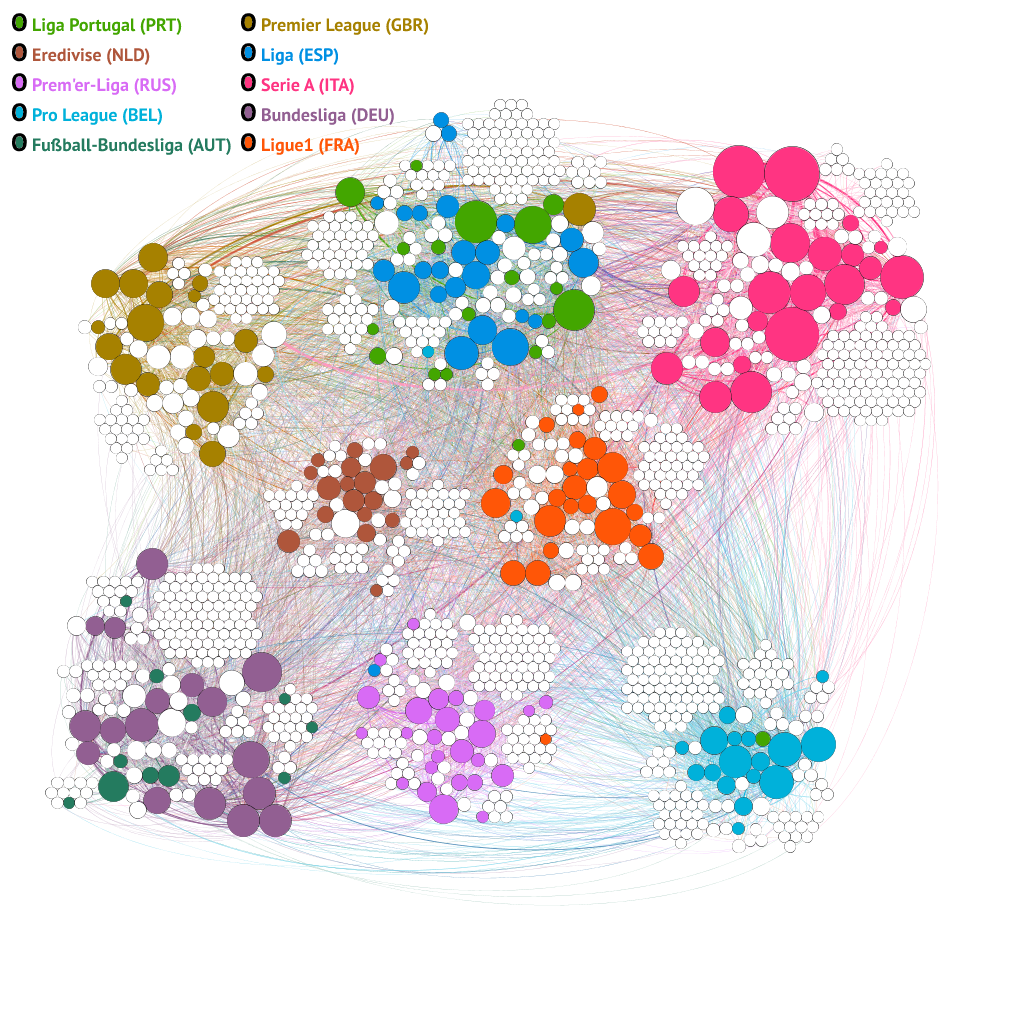 Liga Portugal (PRT)
Premier League (GBR)
Eredivise (NLD)
Liga (ESP)
Prem'er-Liga (RUS)
Serie A (ITA)
Pro League (BEL)
Bundesliga (DEU)
Fußball-Bundesliga (AUT)
Ligue1 (FRA)